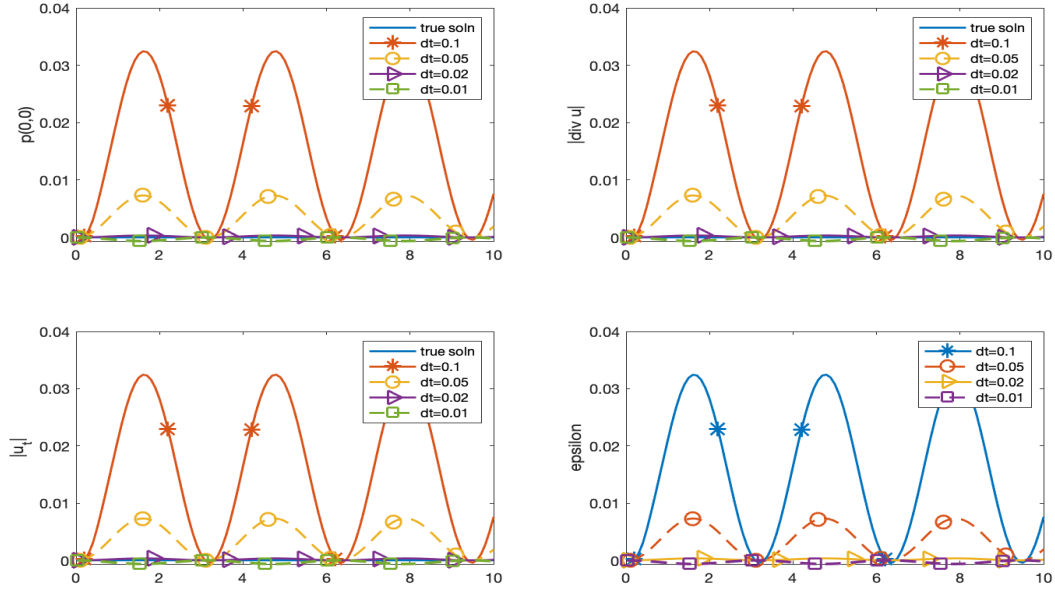 0.04
0.03
0.02
0.01
0
p(0,0)
true soln
dt=0.1
dt=0.05
dt=0.02
dt=0.01
0 2 4 6 8 10
0.04
0.03
0.02
0.01
0
|div u|
true soln
dt=0.1
dt=0.05
dt=0.02
dt=0.01
0 2 4 6 8 10
0.04
0.03
0.02
0.01
0
|u_t|
true soln
dt=0.1
dt=0.05
dt=0.02
dt=0.01
0 2 4 6 8 10
0.04
0.03
0.02
0.01
0
epsilon
dt=0.1
dt=0.05
dt=0.02
dt=0.01
0 2 4 6 8 10